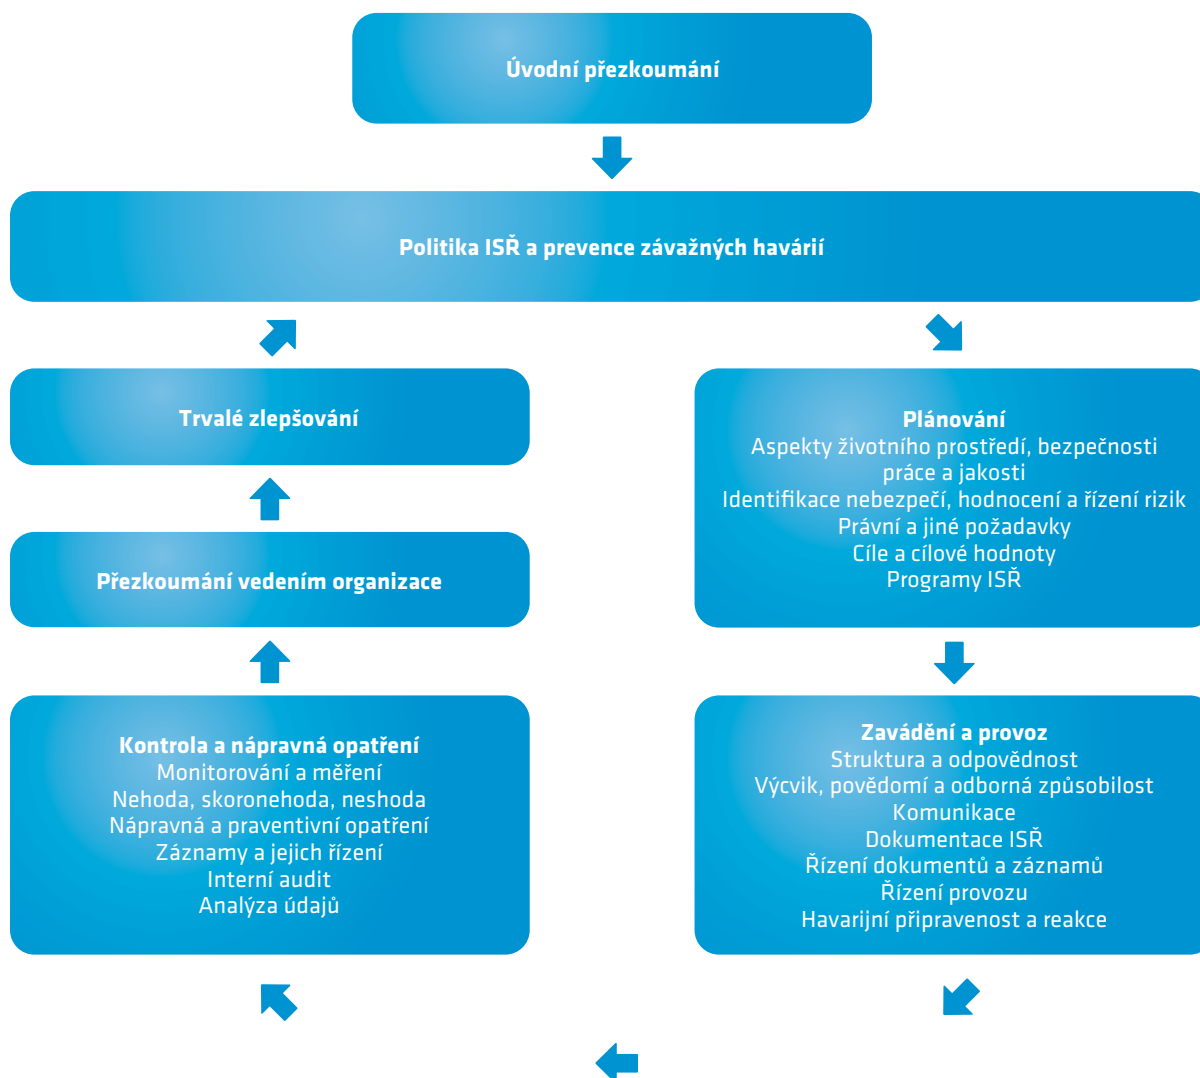 Úvodní přezkoumání
Politika ISŘ a prevence závažných havárií
Trvalé zlepšování
Plánování
Aspekty životního prostředí, bezpečnosti
práce a jakosti
Identifikace nebezpečí, hodnocení a řízení rizik
Právní a jiné požadavky
Cíle a cílové hodnoty
Programy ISŘ
Přezkoumání vedením organizace
Kontrola a nápravná opatření
Monitorování a měření
Nehoda, skoronehoda, neshoda
Nápravná a praventivní opatření
Záznamy a jejich řízení
Interní audit
Analýza údajů
Zavádění a provoz
Struktura a odpovědnost
Výcvik, povědomí a odborná způsobilost
Komunikace
Dokumentace ISŘ
Řízení dokumentů a záznamů
Řízení provozu
Havarijní připravenost a reakce